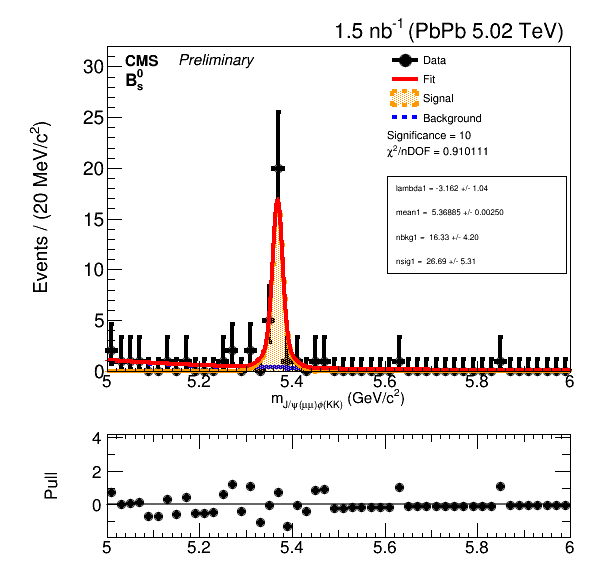 1.5 nb⁻¹ (PbPb 5.02 TeV)
CMS Preliminary
B⁰ₛ
Data
Fit
Signal
Background
Significance = 10
χ²/nDOF = 0.910111
lambda1 = -3.162 +/- 1.04
mean1 = 5.36885 +/- 0.00250
nbkg1 = 16.33 +/- 4.20
nsig1 = 26.69 +/- 5.31
Events / (20 MeV/c²)
30
25
20
15
10
5
0
5 5.2 5.4 5.6 5.8 6
m J/ψ(μμ)φ(KK) (GeV/c²)
Pull
4
2
0
5 5.2 5.4 5.6 5.8 6